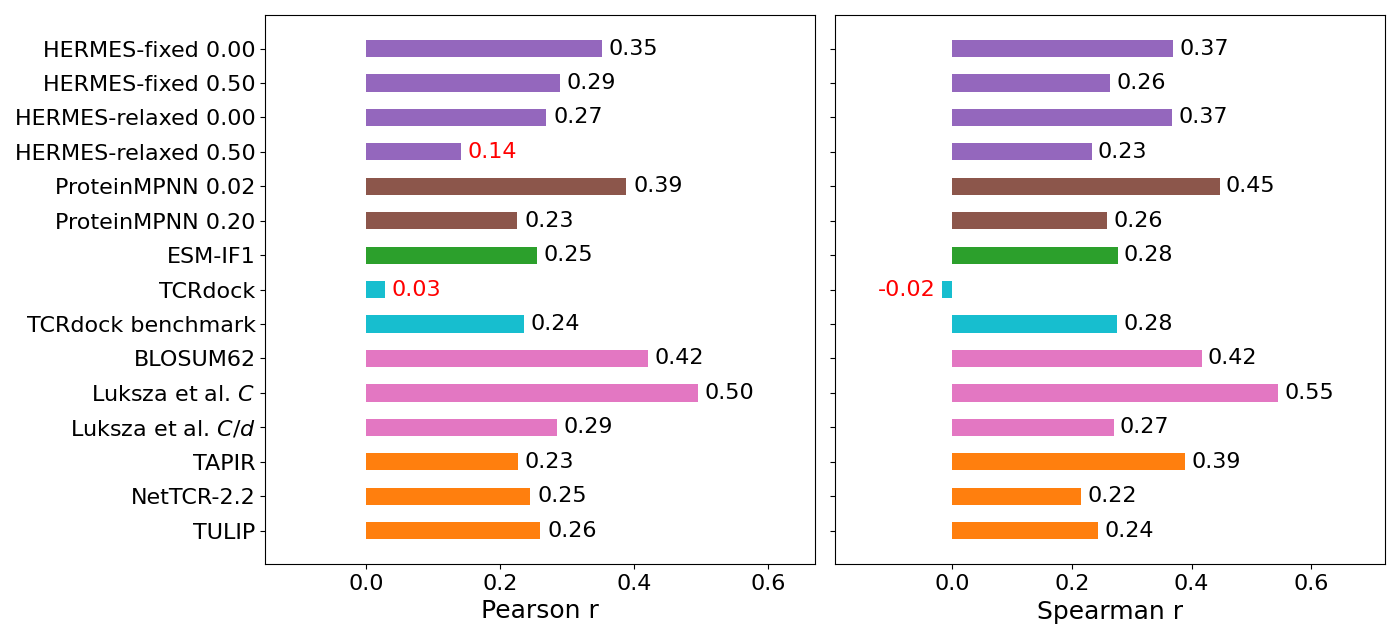 HERMES-fixed 0.00 0.35 0.37
HERMES-fixed 0.50 0.29 0.26
HERMES-relaxed 0.00 0.27 0.37
HERMES-relaxed 0.50 0.14 0.23
ProteinMPNN 0.02 0.39 0.45
ProteinMPNN 0.20 0.23 0.26
ESM-IF1 0.25 0.28
TCRdock 0.03 -0.02
TCRdock benchmark 0.24 0.28
BLOSUM62 0.42 0.42
Luksza et al. C 0.50 0.55
Luksza et al. C/d 0.29 0.27
TAPIR 0.23 0.39
NetTCR-2.2 0.25 0.22
TULIP 0.26 0.24
0.0 0.2 0.4 0.6 0.0 0.2 0.4 0.6
Pearson r Spearman r